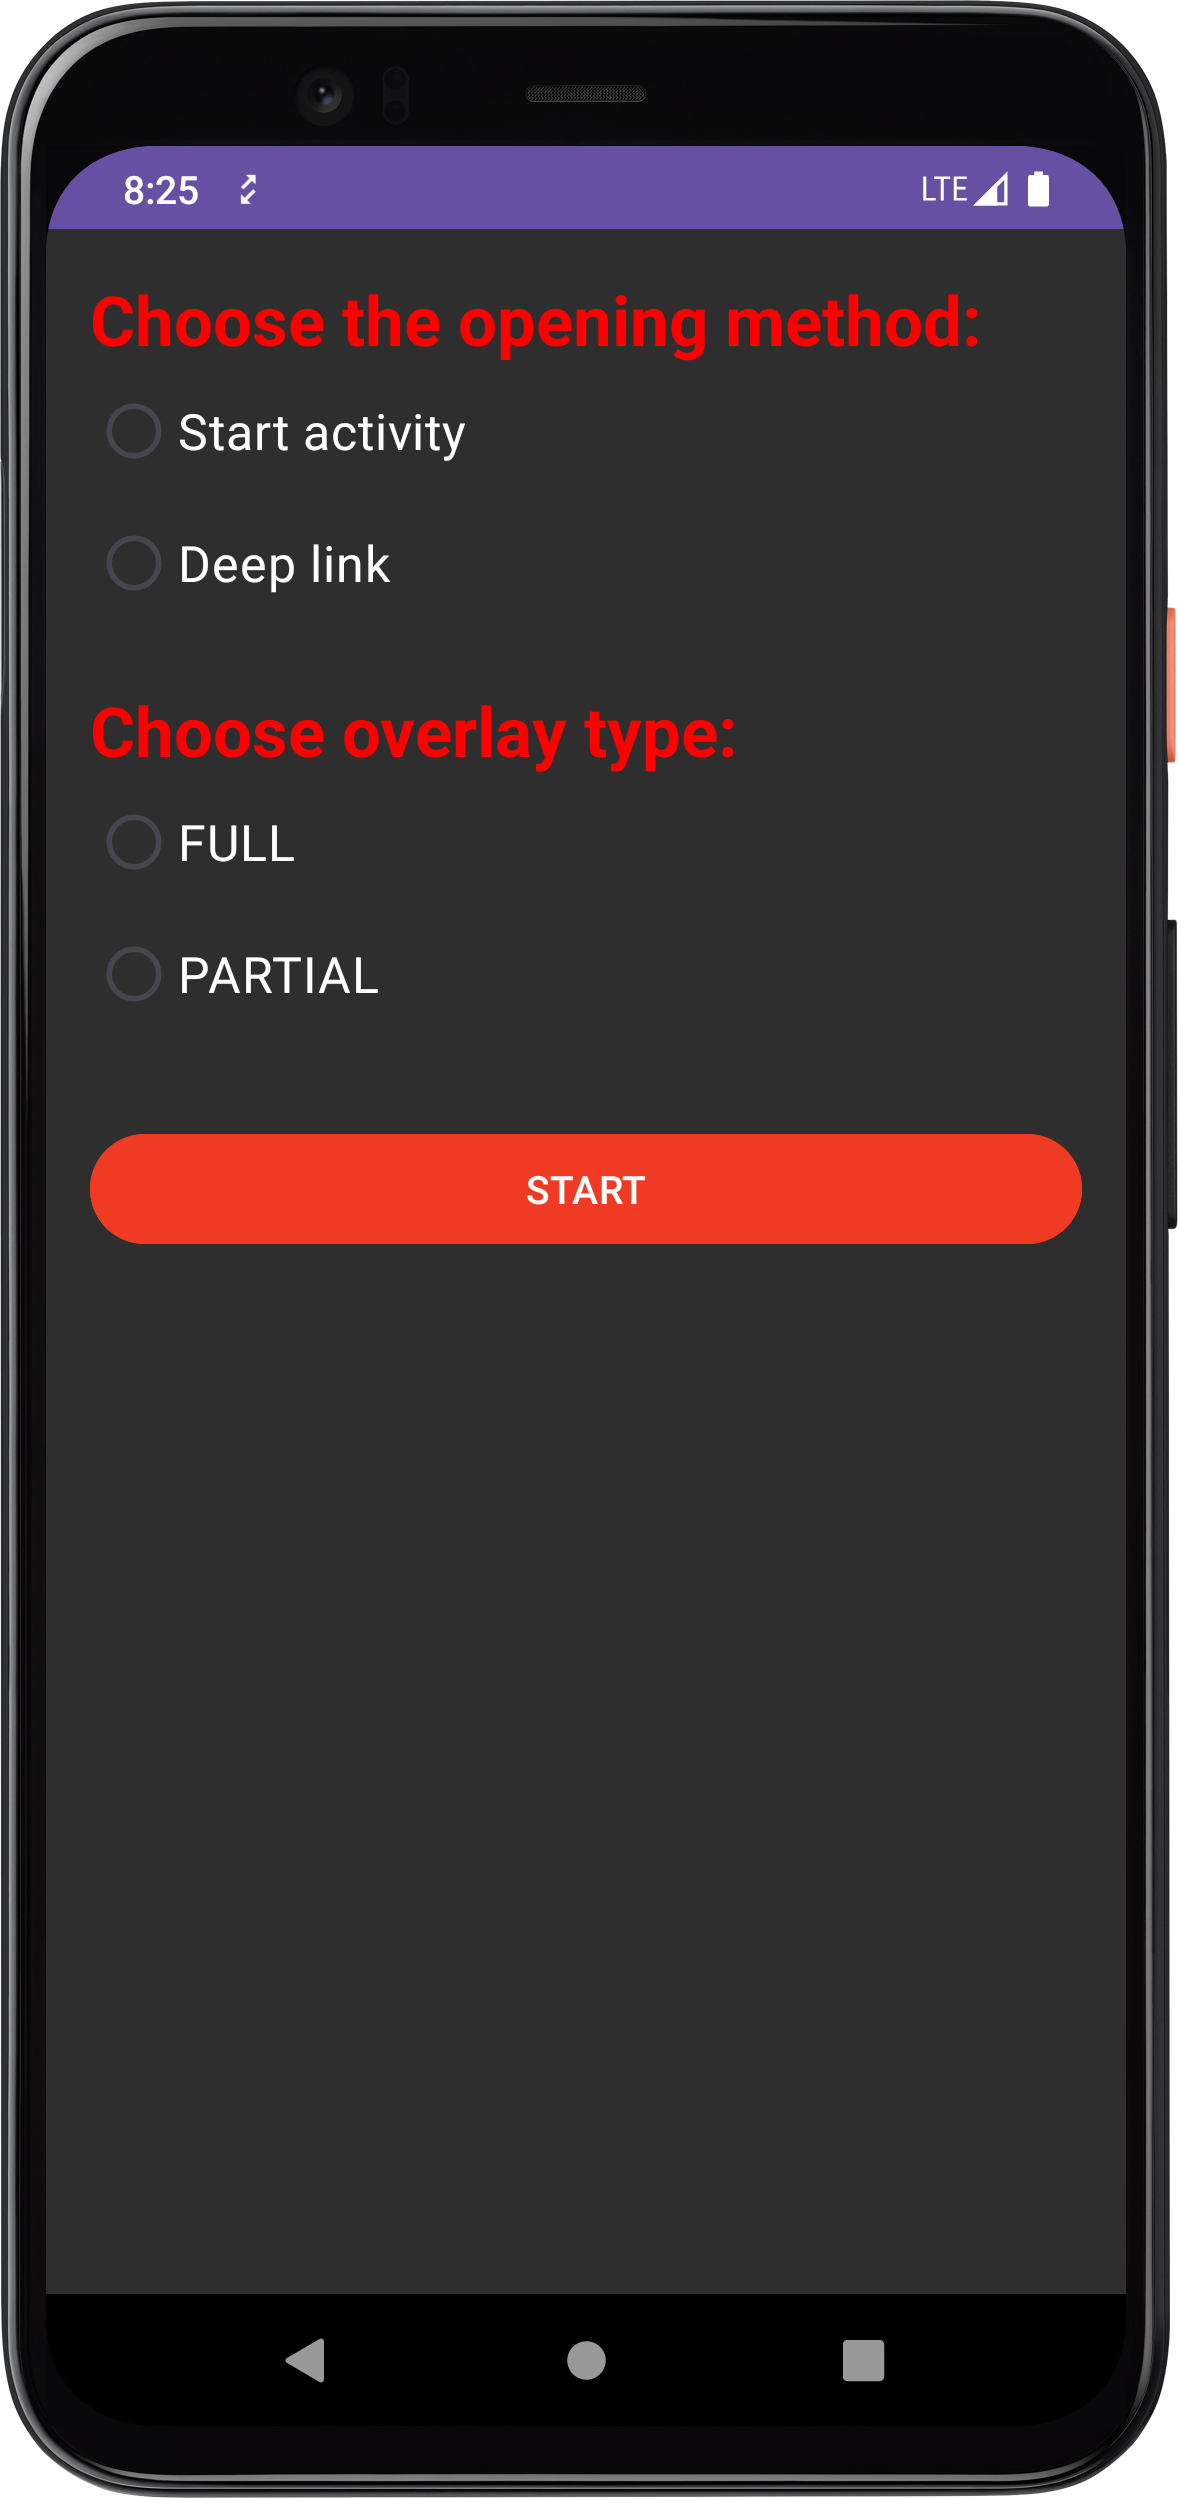 8:25 LTE
Choose the opening method:
Start activity
Deep link
Choose overlay type:
FULL
PARTIAL
START